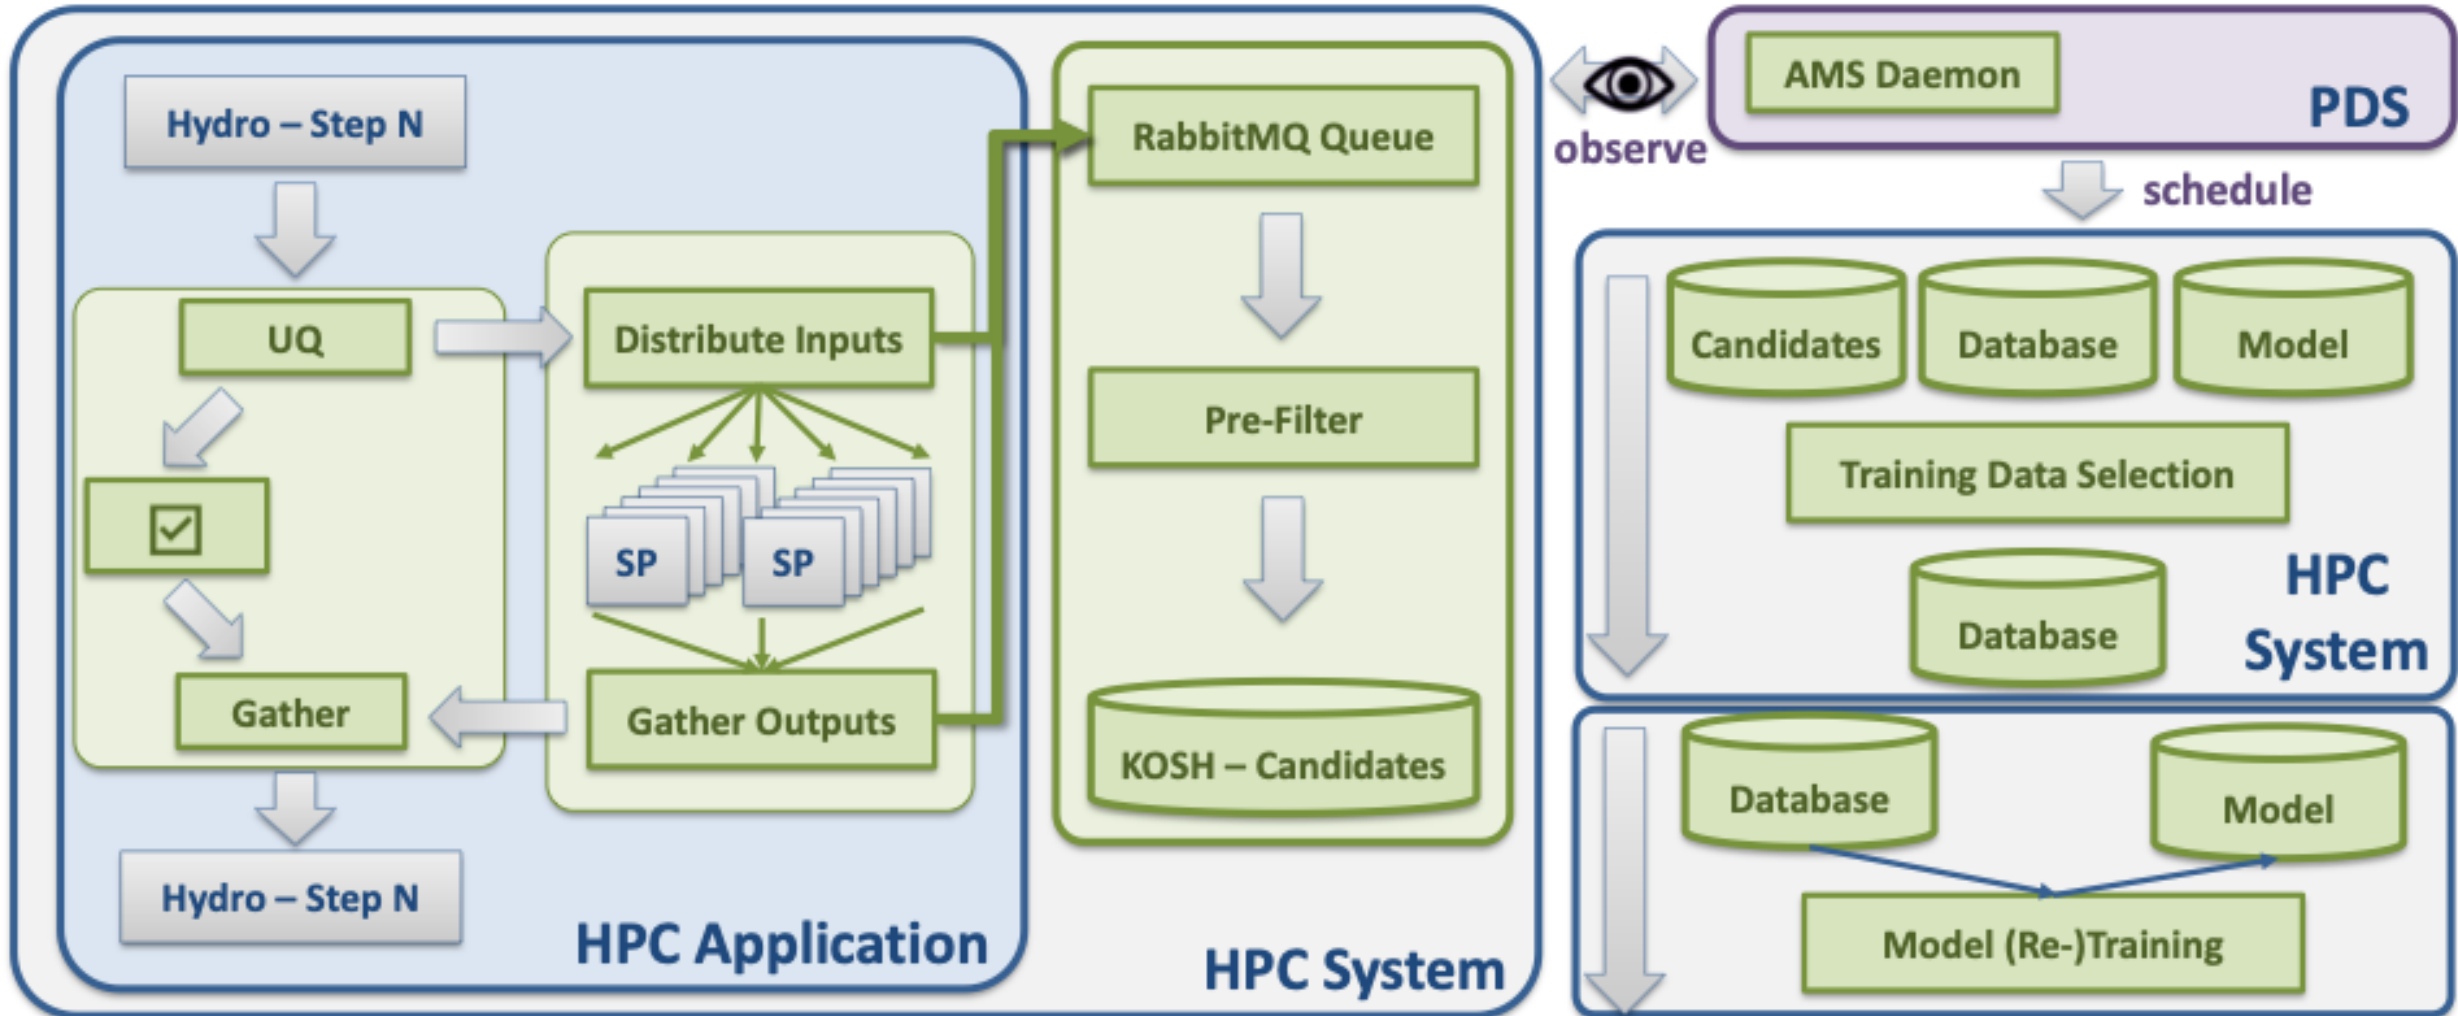 Hydro – Step N
UQ
Gather
Hydro – Step N
Distribute Inputs
SP
SP
Gather Outputs
HPC Application
RabbitMQ Queue
Pre-Filter
KOSH – Candidates
HPC System
observe
AMS Daemon
PDS
schedule
Candidates
Database
Model
Training Data Selection
Database
HPC
System
Database
Model
Model (Re-)Training